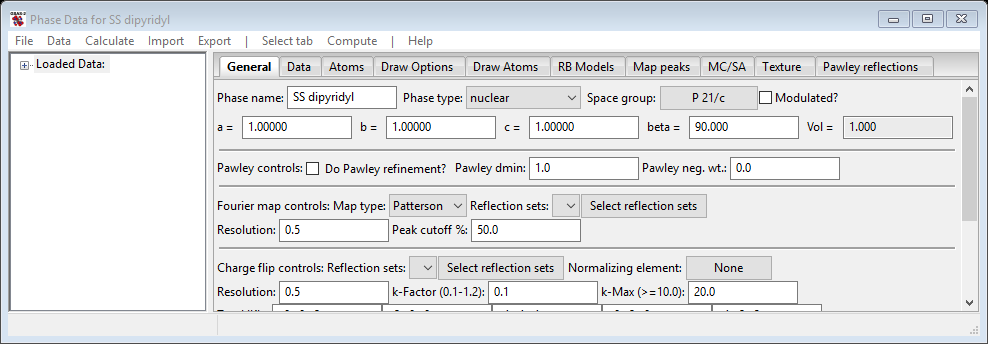 Phase Data for SS dipyridyl
File Data Calculate Import Export | Select tab Compute | Help
Loaded Data:
General Data Atoms Draw Options Draw Atoms RB Models Map peaks MC/SA Texture Pawley reflections
Phase name: SS dipyridyl Phase type: nuclear Space group: P 21/c Modulated?
a = 1.00000 b = 1.00000 c = 1.00000 beta = 90.000 Vol = 1.000
Pawley controls: Do Pawley refinement? Pawley dmin: 1.0 Pawley neg. wt.: 0.0
Fourier map controls: Map type: Patterson Reflection sets: Select reflection sets
Resolution: 0.5 Peak cutoff %: 50.0
Charge flip controls: Reflection sets: Select reflection sets Normalizing element: None
Resolution: 0.5 k-Factor (0.1-1.2): 0.1 k-Max (>=10.0): 20.0